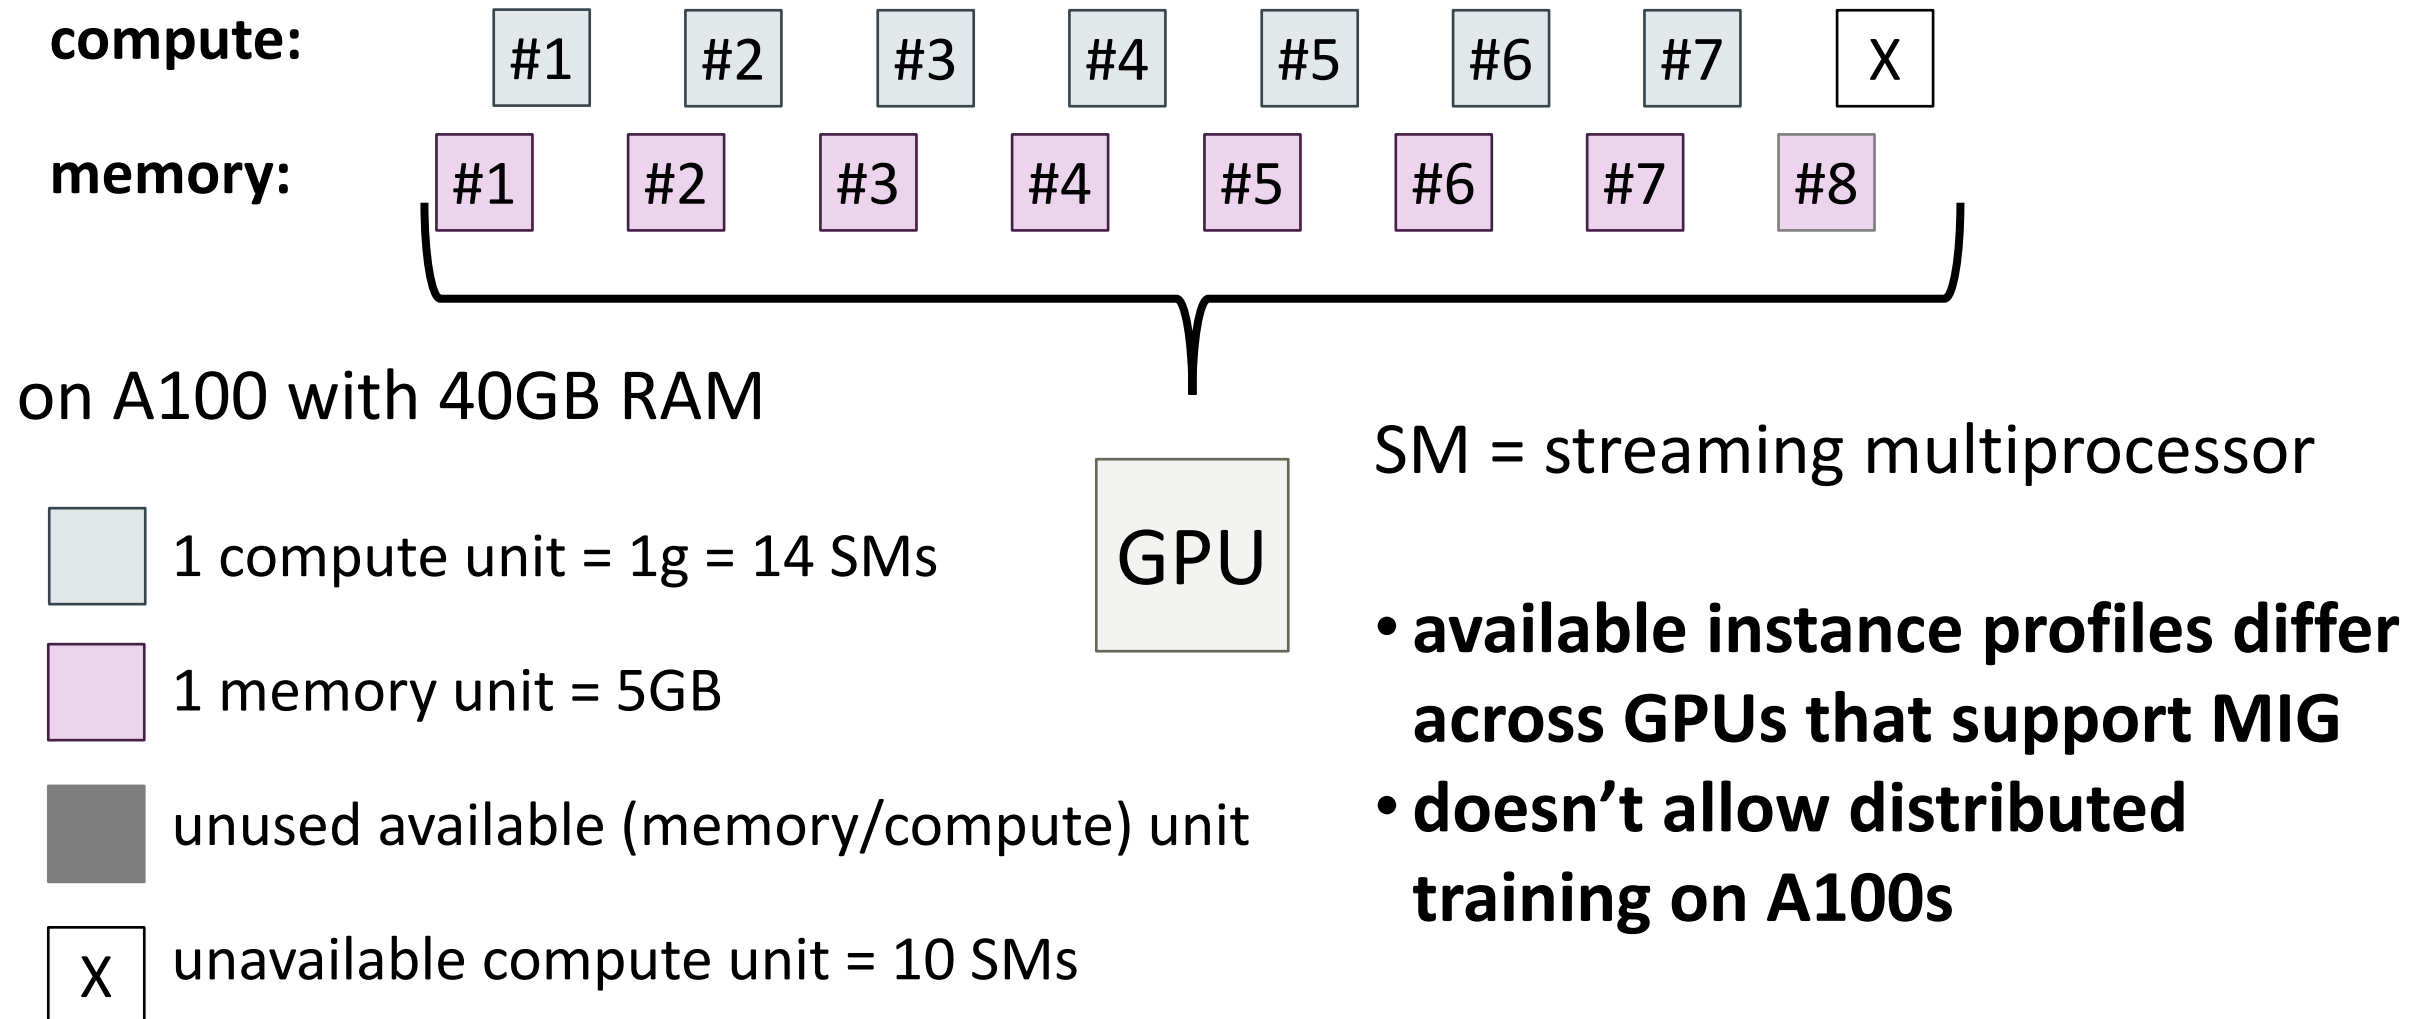 compute: #1 #2 #3 #4 #5 #6 #7 X
memory: #1 #2 #3 #4 #5 #6 #7 #8
on A100 with 40GB RAM
1 compute unit = 1g = 14 SMs
1 memory unit = 5GB
unused available (memory/compute) unit
X unavailable compute unit = 10 SMs
GPU
SM = streaming multiprocessor
• available instance profiles differ
across GPUs that support MIG
• doesn’t allow distributed
training on A100s